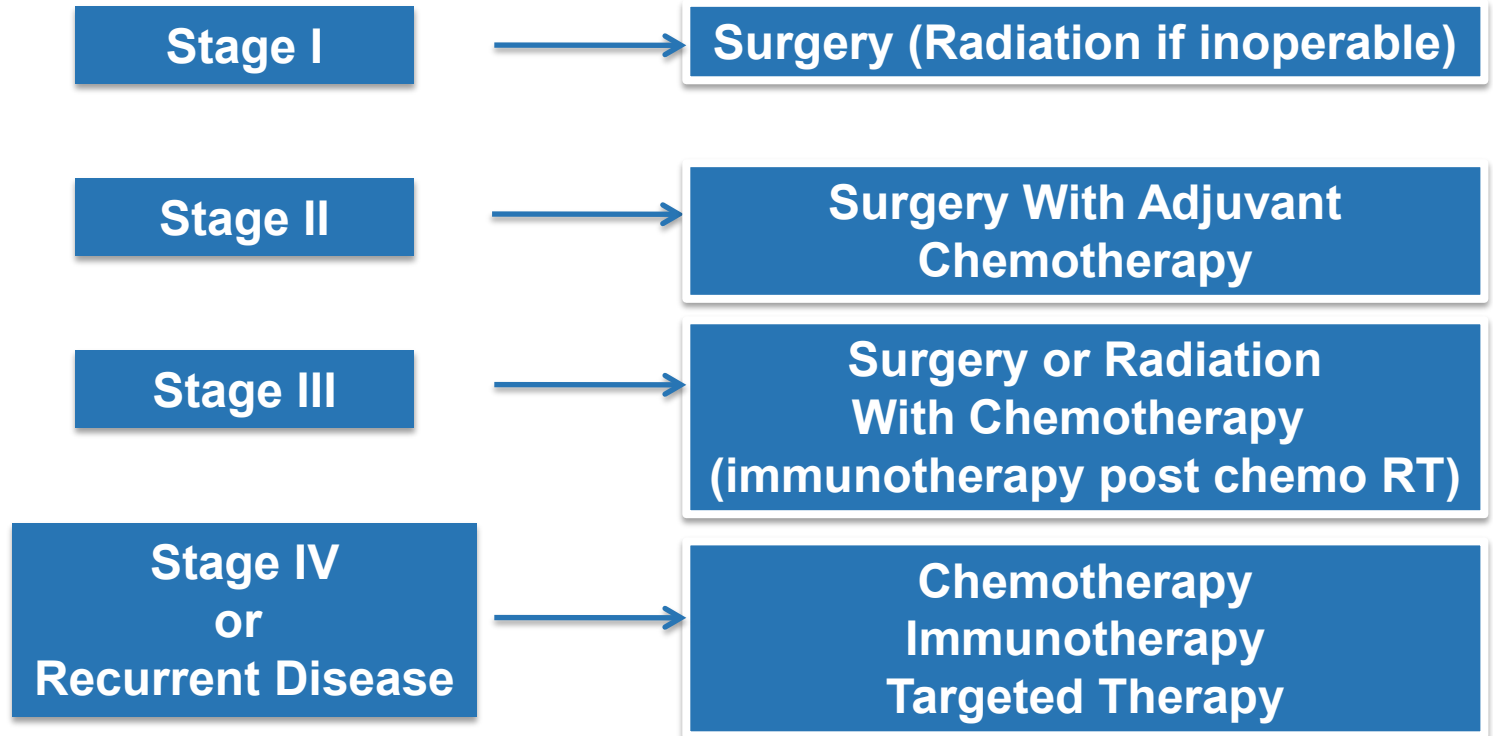 Stage I
Surgery (Radiation if inoperable)
Stage II
Surgery With Adjuvant
Chemotherapy
Stage III
Surgery or Radiation
With Chemotherapy
(immunotherapy post chemo RT)
Stage IV
or
Recurrent Disease
Chemotherapy
Immunotherapy
Targeted Therapy